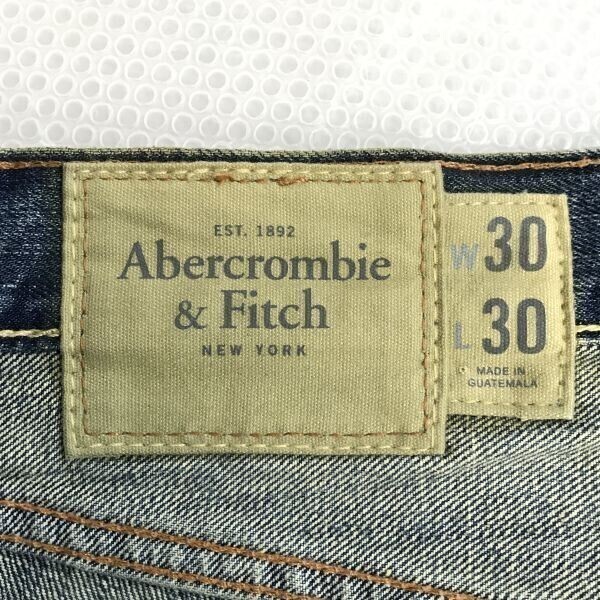 EST. 1892
Abercrombie
& Fitch
NEW YORK
W 30
L 30
MADE IN
GUATEMALA